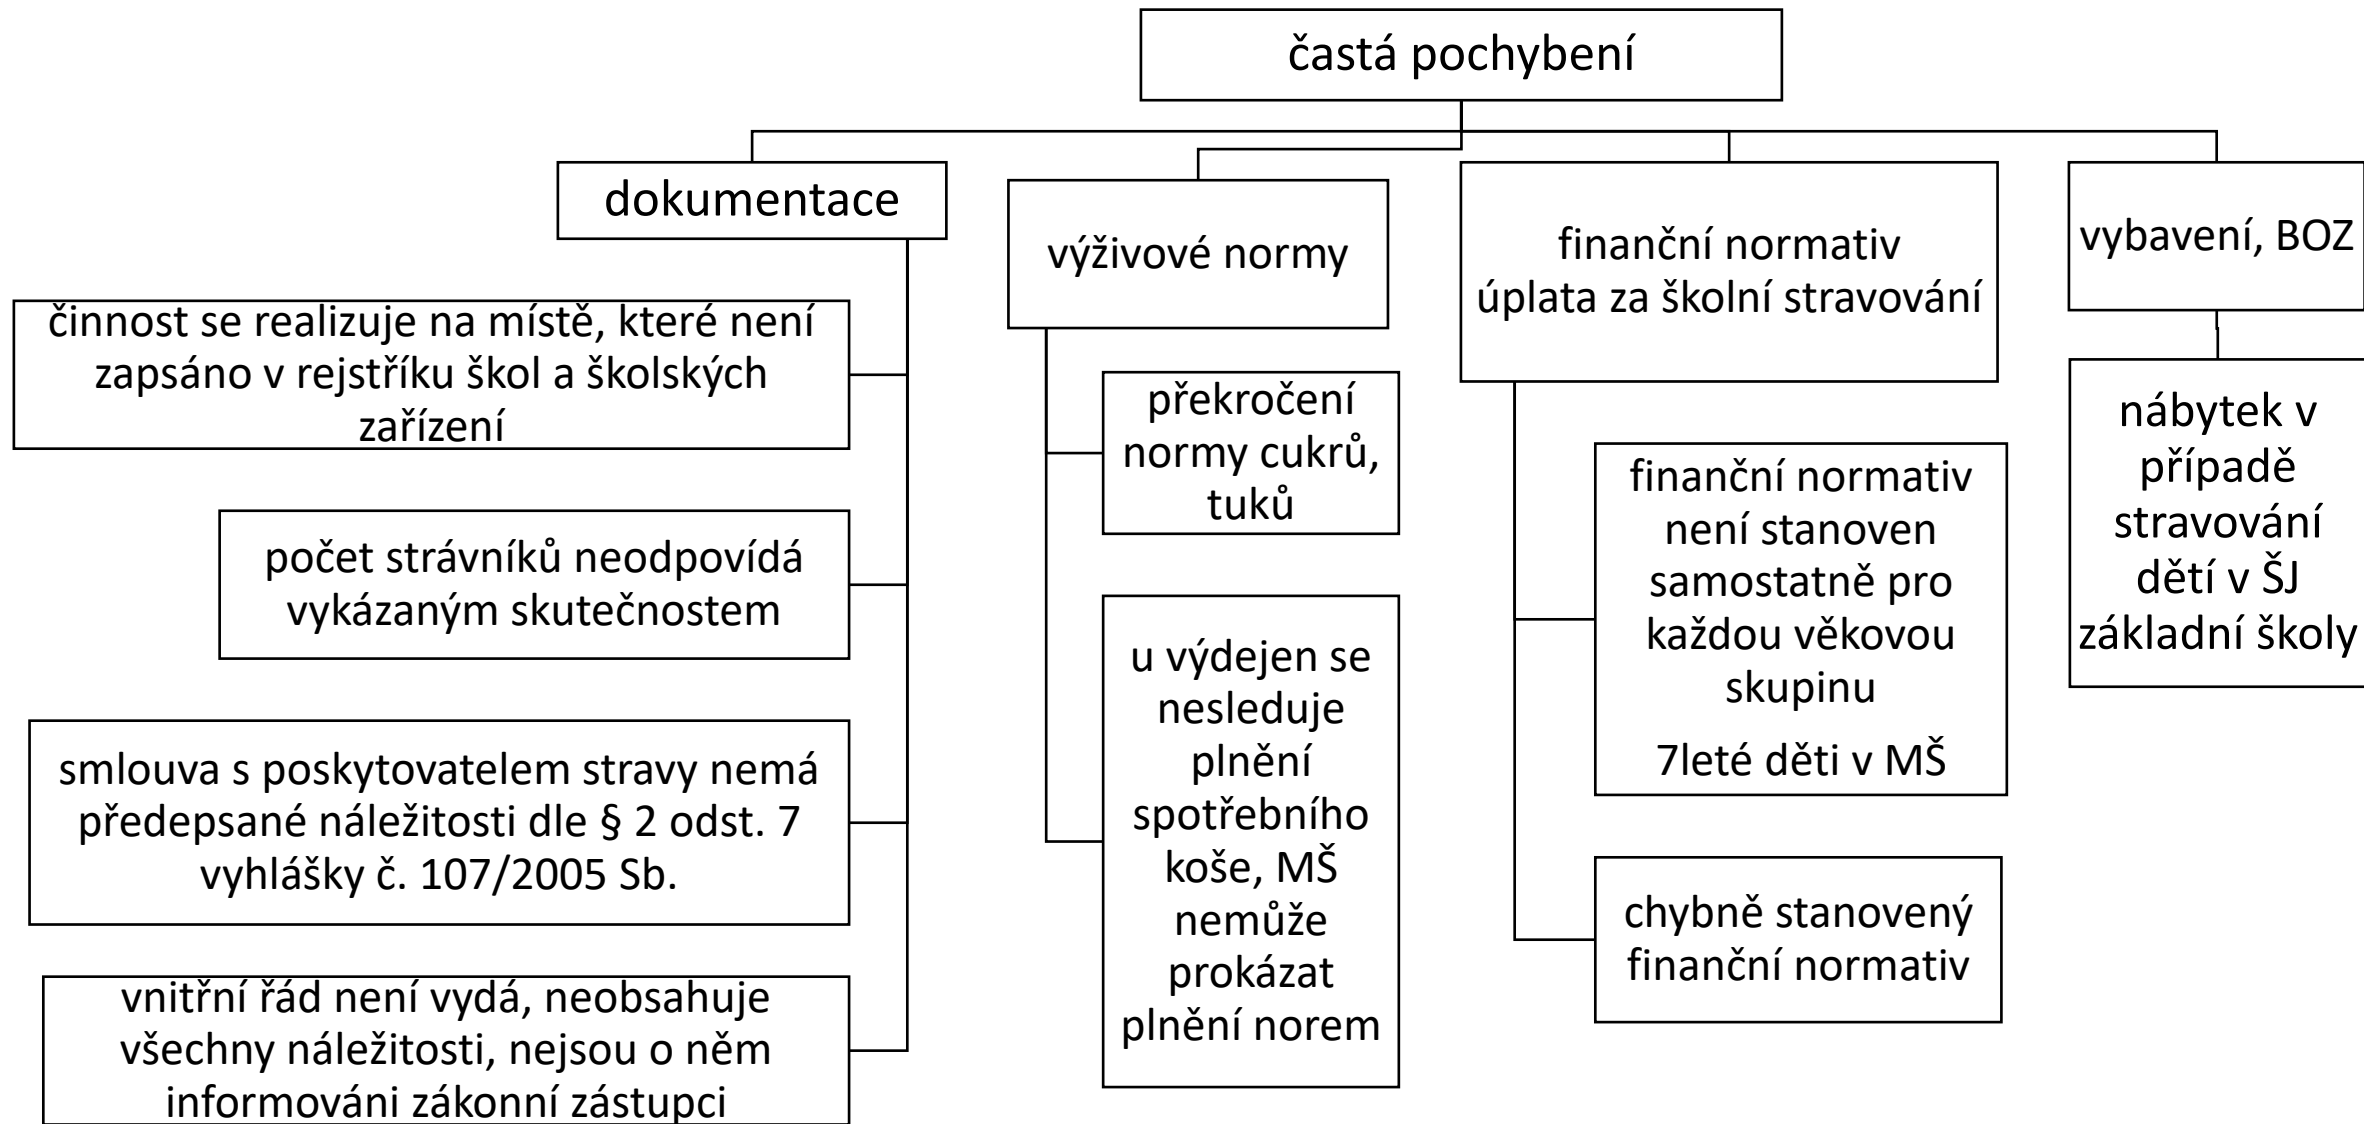 častá pochybení
dokumentace
činnost se realizuje na místě, které není
zapsáno v rejstříku škol a školských
zařízení
počet strávníků neodpovídá
vykázaným skutečnostem
smlouva s poskytovatelem stravy nemá
předepsané náležitosti dle § 2 odst. 7
vyhlášky č. 107/2005 Sb.
vnitřní řád není vydá, neobsahuje
všechny náležitosti, nejsou o něm
informováni zákonní zástupci
výživové normy
překročení
normy cukrů,
tuků
u výdejen se
nesleduje
plnění
spotřebního
koše, MŠ
nemůže
prokázat
plnění norem
finanční normativ
úplata za školní stravování
finanční normativ
není stanoven
samostatně pro
každou věkovou
skupinu
7leté děti v MŠ
chybně stanovený
finanční normativ
vybavení, BOZ
nábytek v
případě
stravování
dětí v ŠJ
základní školy